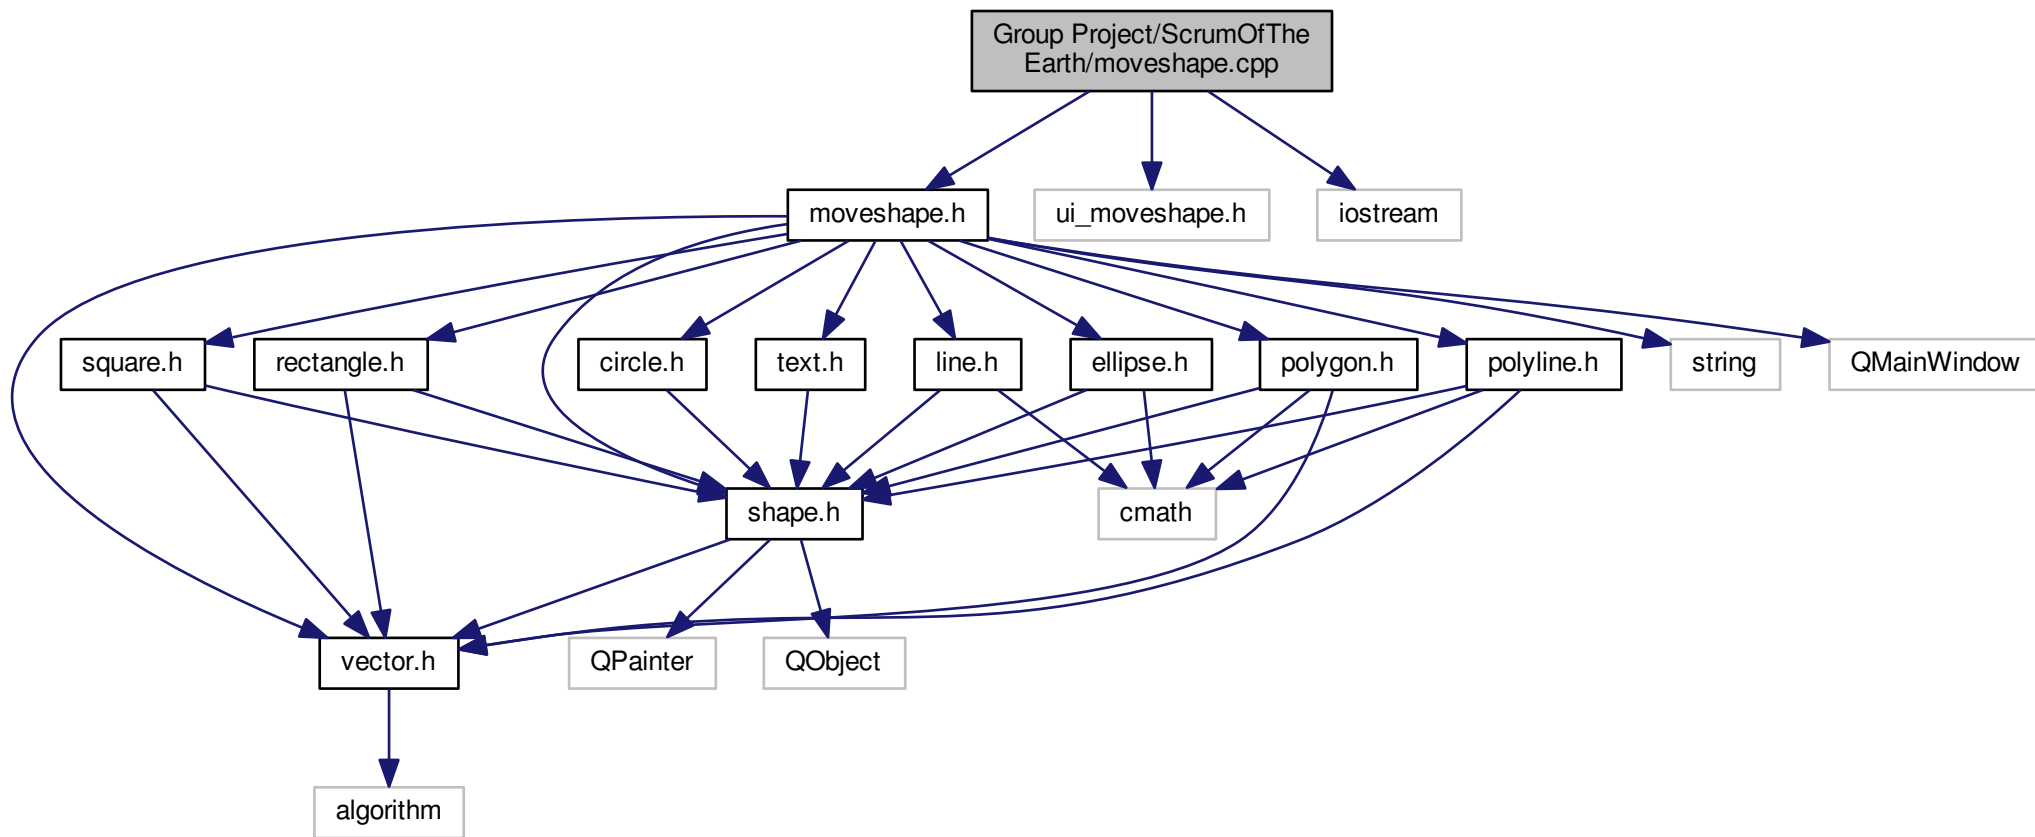 Group Project/ScrumOfThe
Earth/moveshape.cpp
moveshape.h
ui_moveshape.h
iostream
square.h
rectangle.h
circle.h
text.h
line.h
ellipse.h
polygon.h
polyline.h
string
QMainWindow
shape.h
cmath
vector.h
QPainter
QObject
algorithm